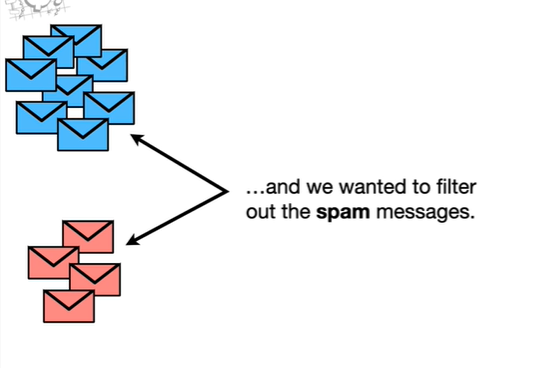 …and we wanted to filter
out the spam messages.